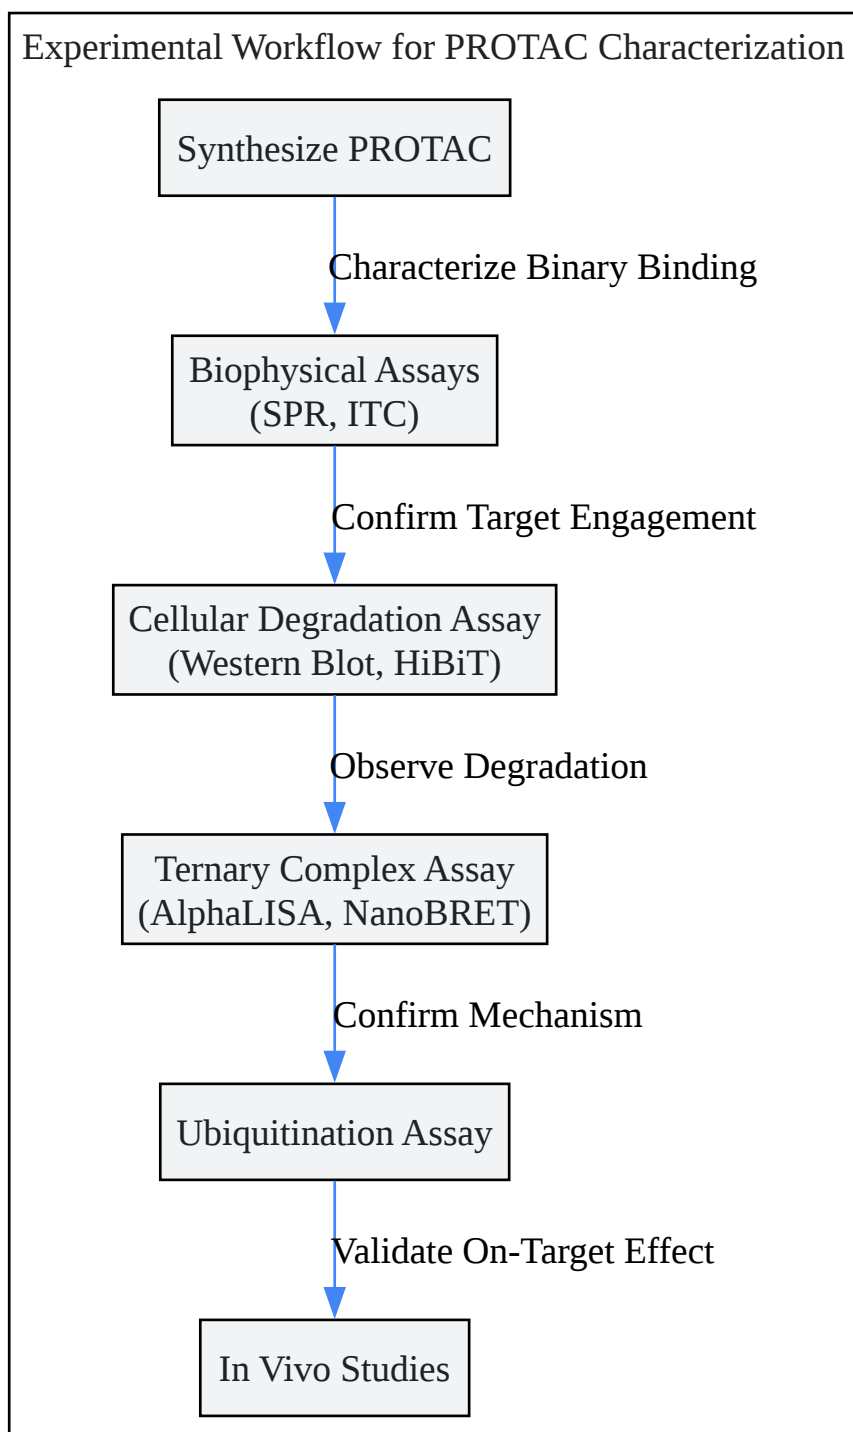 Experimental Workflow for PROTAC Characterization
Synthesize PROTAC
Characterize Binary Binding
Biophysical Assays
(SPR, ITC)
Confirm Target Engagement
Cellular Degradation Assay
(Western Blot, HiBiT)
Observe Degradation
Ternary Complex Assay
(AlphaLISA, NanoBRET)
Confirm Mechanism
Ubiquitination Assay
Validate On-Target Effect
In Vivo Studies